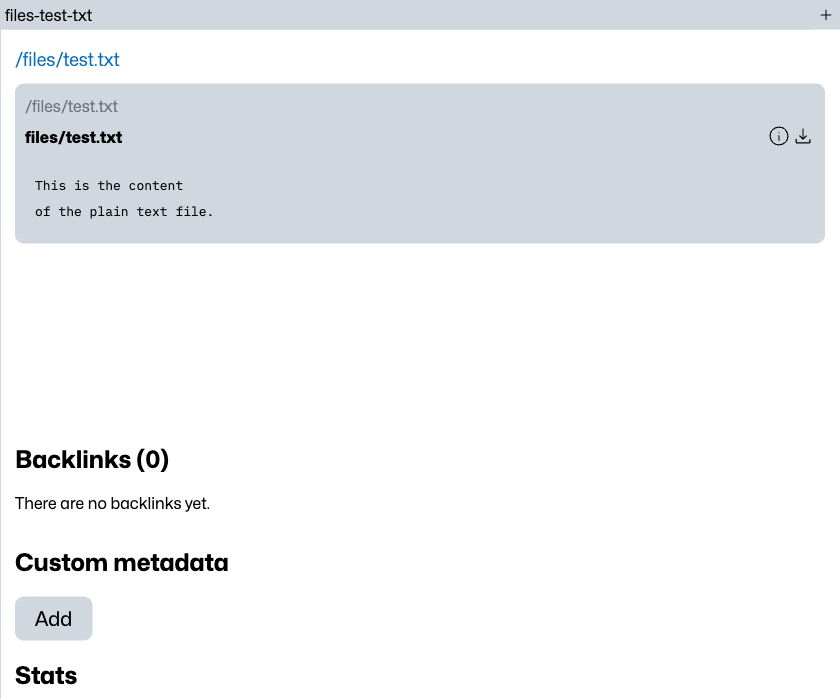 files-test-txt
/files/test.txt
/files/test.txt
files/test.txt
This is the content
of the plain text file.
Backlinks (0)
There are no backlinks yet.
Custom metadata
Add
Stats